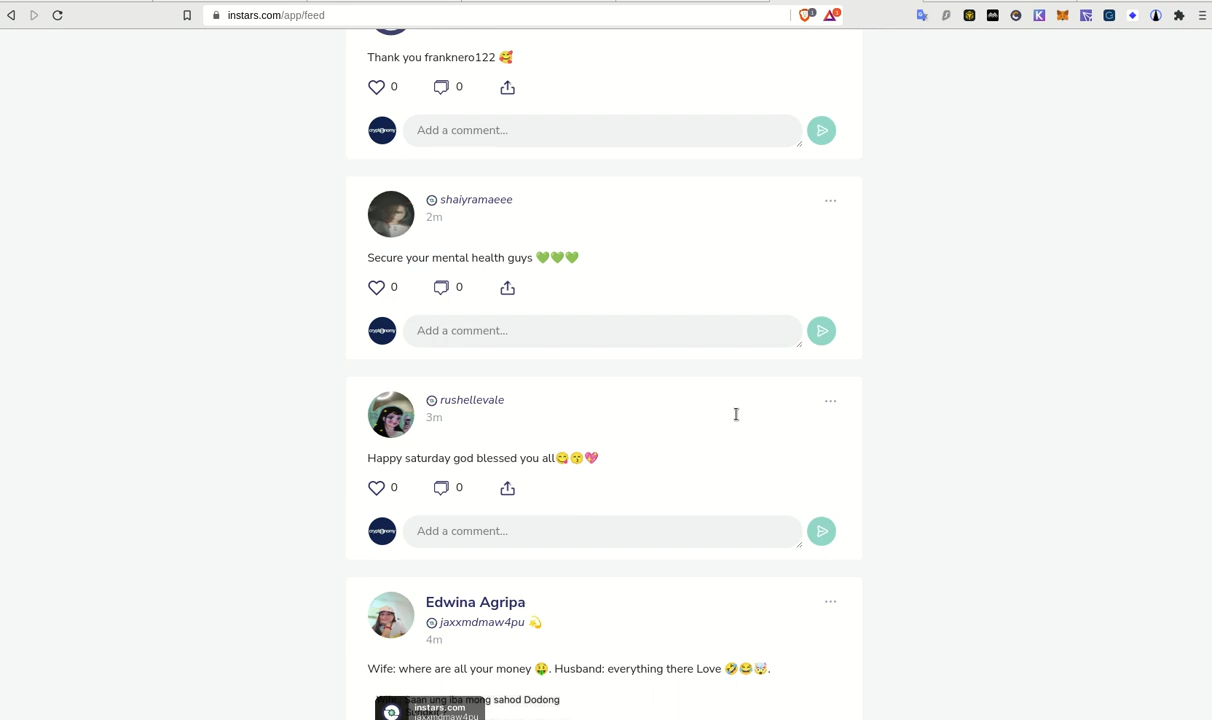 instars.com/app/feed
1
1
Thank you franknero122 🥰
0
0
Add a comment...
shaiyramaeee
2m
Secure your mental health guys 💚💚💚
0
0
Add a comment...
rushellevale
3m
Happy saturday god blessed you all😋😙💖
0
0
Add a comment...
Edwina Agripa
jaxxmdmaw4pu 💫
4m
Wife: where are all your money 🤑. Husband: everything there Love 🤣😂🤯.
Saan ung iba mong sahod Dodong
instars.com
jaxxmdmaw4pu